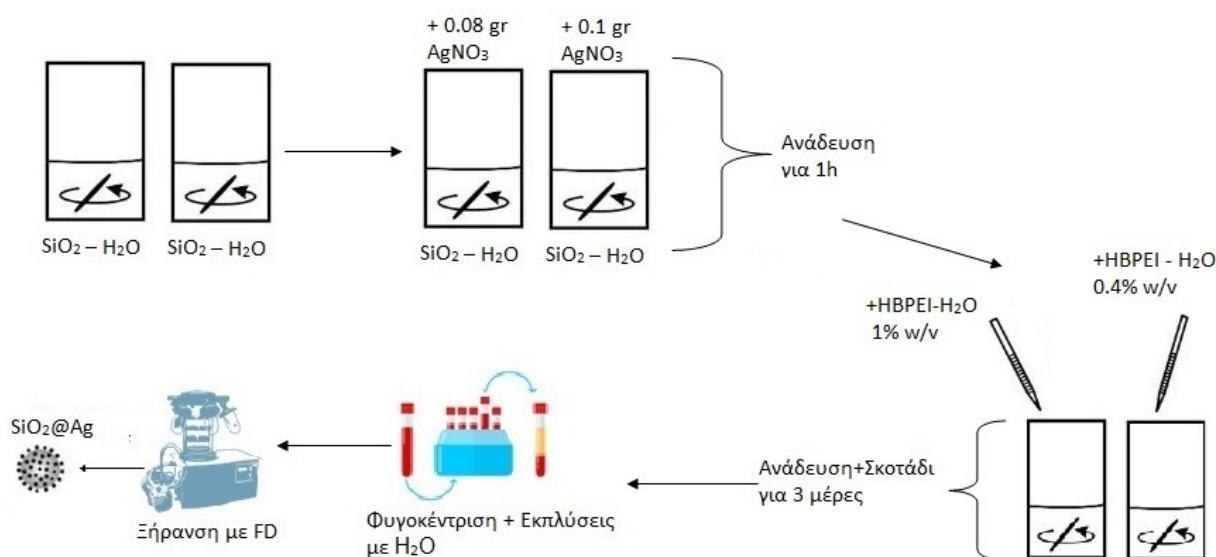 + 0.08 gr
AgNO₃
+ 0.1 gr
AgNO₃
SiO₂ – H₂O
SiO₂ – H₂O
SiO₂ – H₂O
SiO₂ – H₂O
Ανάδευση
για 1h
+HBPEI-H₂O
1% w/v
+HBPEI - H₂O
0.4% w/v
Ανάδευση+Σκοτάδι
για 3 μέρες
Φυγοκέντριση + Εκπλύσεις
με H₂O
Ξήρανση με FD
SiO₂@Ag
: